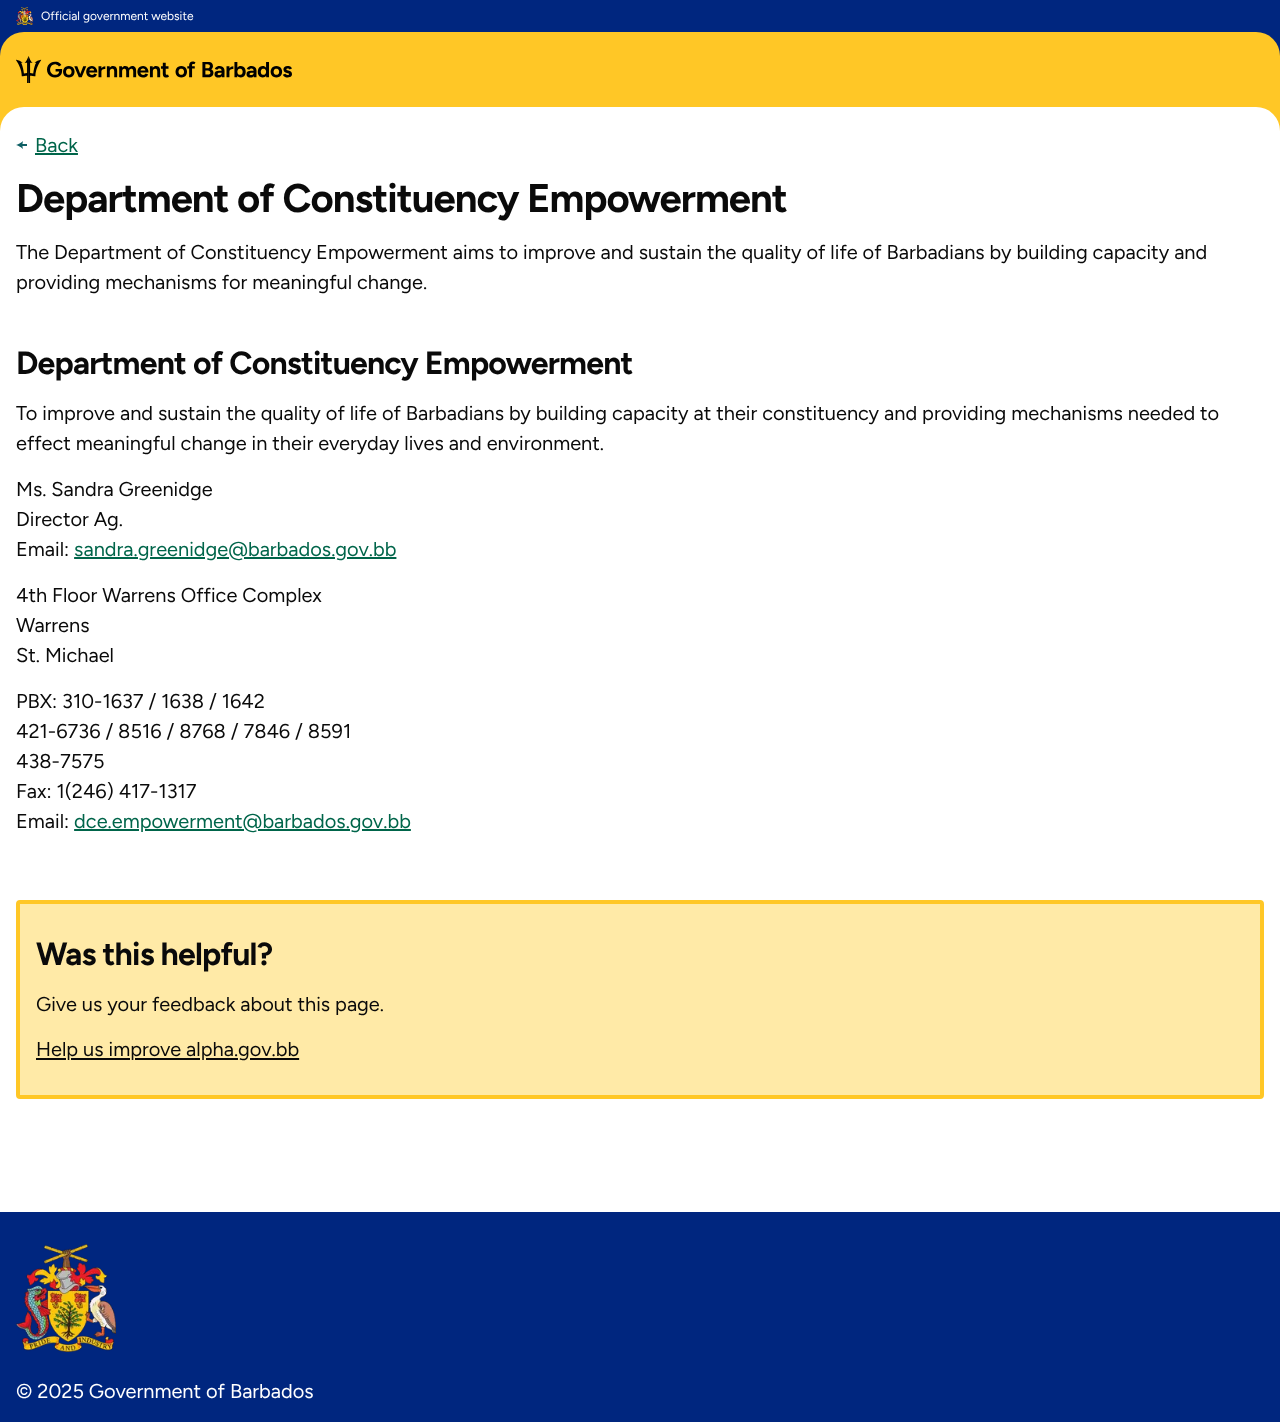 Official government website
Government of Barbados
Back
Department of Constituency Empowerment
The Department of Constituency Empowerment aims to improve and sustain the quality of life of Barbadians by building capacity and
providing mechanisms for meaningful change.
Department of Constituency Empowerment
To improve and sustain the quality of life of Barbadians by building capacity at their constituency and providing mechanisms needed to
effect meaningful change in their everyday lives and environment.
Ms. Sandra Greenidge
Director Ag.
Email: sandra.greenidge@barbados.gov.bb
4th Floor Warrens Office Complex
Warrens
St. Michael
PBX: 310-1637 / 1638 / 1642
421-6736 / 8516 / 8768 / 7846 / 8591
438-7575
Fax: 1(246) 417-1317
Email: dce.empowerment@barbados.gov.bb
Was this helpful?
Give us your feedback about this page.
Help us improve alpha.gov.bb
PRIDE AND INDUSTRY
© 2025 Government of Barbados